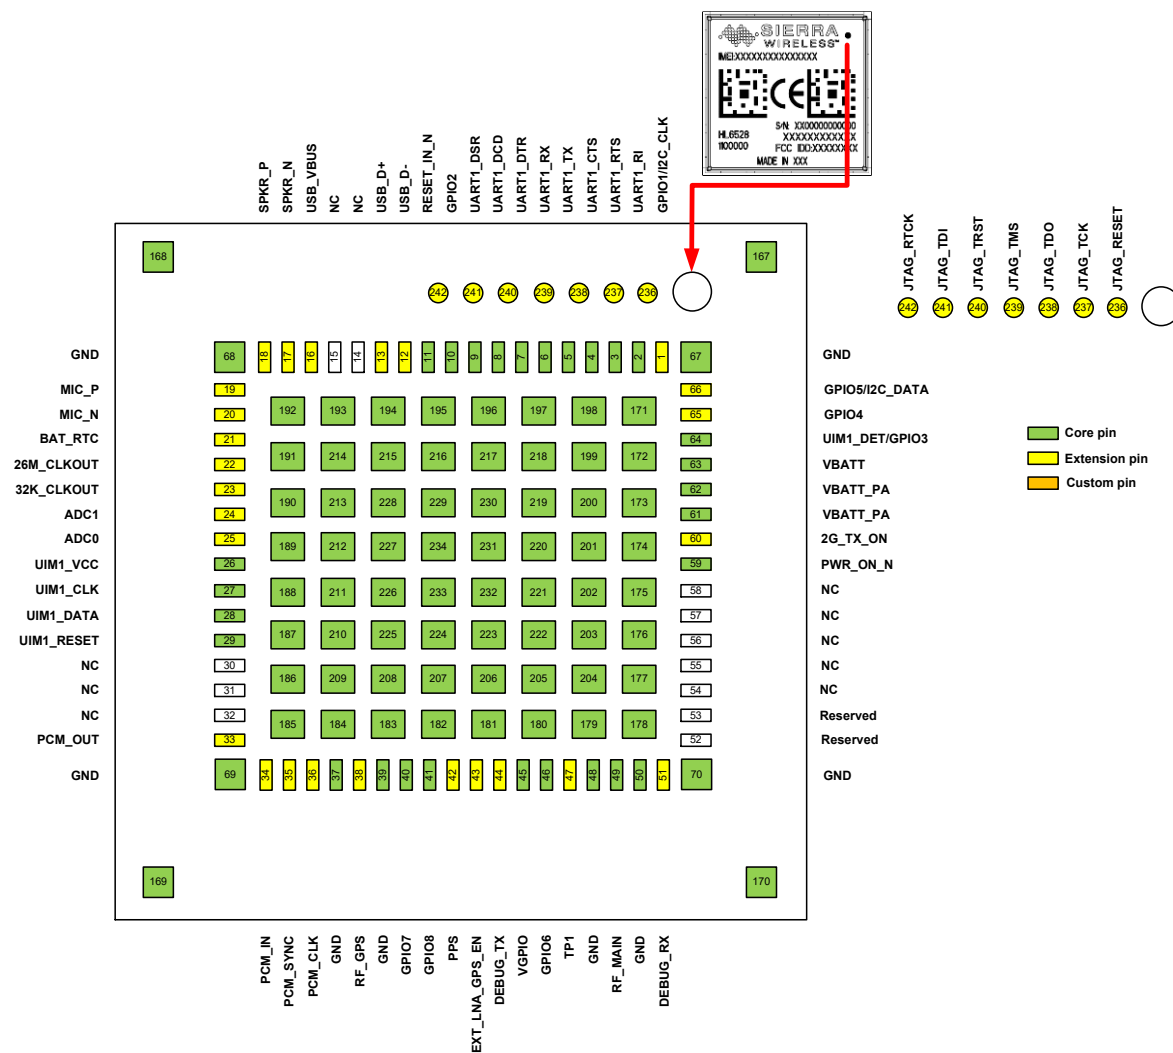 SIERRA
WIRELESS™
IMEI:XXXXXXXXXXXXXXX
CE
S/N: XX0000000000
HL6528 XXXXXXXXXXXXX
1100000 FCC IDD:XXXXXXXX
MADE IN XXX
SPKR_P
SPKR_N
USB_VBUS
NC
NC
USB_D+
USB_D-
RESET_IN_N
GPIO2
UART1_DSR
UART1_DCD
UART1_DTR
UART1_RX
UART1_TX
UART1_CTS
UART1_RTS
UART1_RI
GPIO1/I2C_CLK
JTAG_RTCK
JTAG_TDI
JTAG_TRST
JTAG_TMS
JTAG_TDO
JTAG_TCK
JTAG_RESET
168 167
242 241 240 239 238 237 236
242 241 240 239 238 237 236
GND 68 18 17 16 15 14 13 12 11 10 9 8 7 6 5 4 3 2 1 67 GND
MIC_P 19 66 GPIO5/I2C_DATA
192 193 194 195 196 197 198 171
MIC_N 20 65 GPIO4
BAT_RTC 21 64 UIM1_DET/GPIO3
191 214 215 216 217 218 199 172
26M_CLKOUT 22 63 VBATT
32K_CLKOUT 23 62 VBATT_PA
190 213 228 229 230 219 200 173
ADC1 24 61 VBATT_PA
ADC0 25 60 2G_TX_ON
189 212 227 234 231 220 201 174
UIM1_VCC 26 59 PWR_ON_N
UIM1_CLK 27 58 NC
188 211 226 233 232 221 202 175
UIM1_DATA 28 57 NC
UIM1_RESET 29 56 NC
187 210 225 224 223 222 203 176
NC 30 55 NC
186 209 208 207 206 205 204 177
NC 31 54 NC
NC 32 53 Reserved
185 184 183 182 181 180 179 178
PCM_OUT 33 52 Reserved
GND 69 34 35 36 37 38 39 40 41 42 43 44 45 46 47 48 49 50 51 70 GND
Core pin
Extension pin
Custom pin
169 170
PCM_IN
PCM_SYNC
PCM_CLK
GND
RF_GPS
GND
GPIO7
GPIO8
PPS
EXT_LNA_GPS_EN
DEBUG_TX
VGPIO
GPIO6
TP1
GND
RF_MAIN
GND
DEBUG_RX